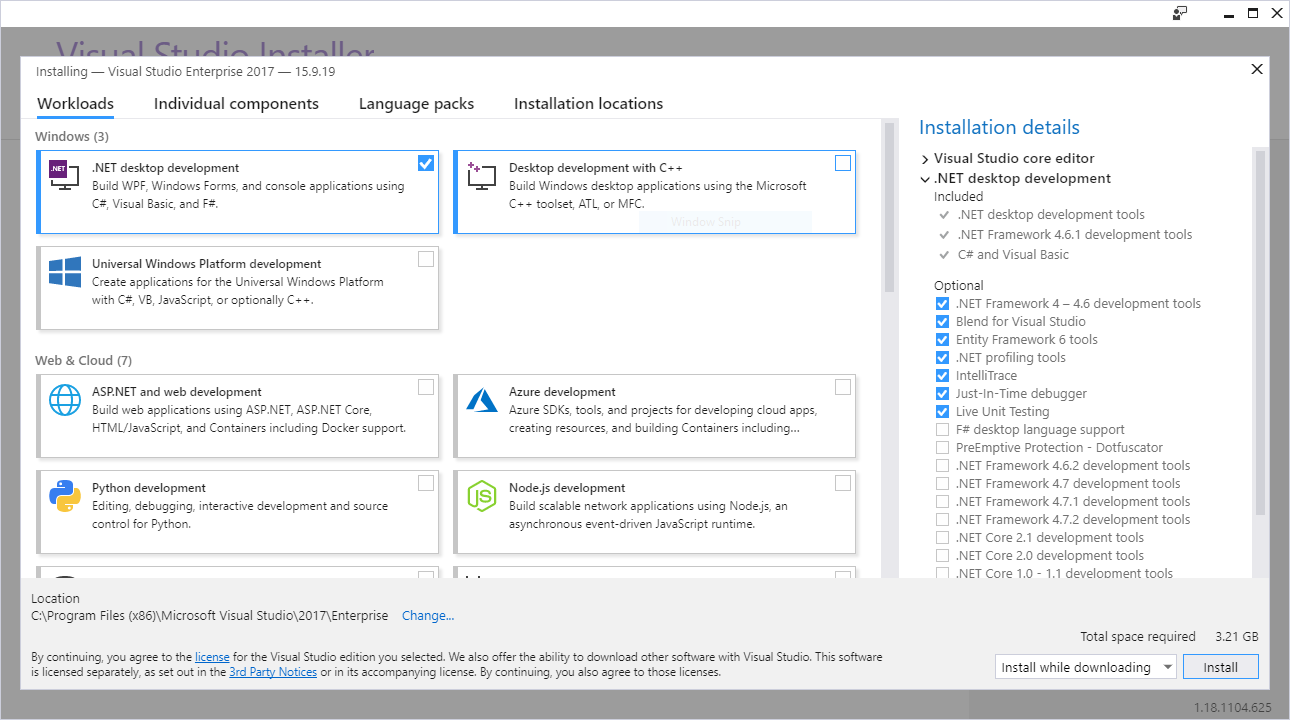 Visual Studio Installer
Installing — Visual Studio Enterprise 2017 — 15.9.19
Workloads
Individual components
Language packs
Installation locations
Windows (3)
.NET
.NET desktop development
Build WPF, Windows Forms, and console applications using
C#, Visual Basic, and F#.
Desktop development with C++
Build Windows desktop applications using the Microsoft
C++ toolset, ATL, or MFC.
Window Snip
Universal Windows Platform development
Create applications for the Universal Windows Platform
with C#, VB, JavaScript, or optionally C++.
Web & Cloud (7)
ASP.NET and web development
Build web applications using ASP.NET, ASP.NET Core,
HTML/JavaScript, and Containers including Docker support.
Azure development
Azure SDKs, tools, and projects for developing cloud apps,
creating resources, and building Containers including...
Python development
Editing, debugging, interactive development and source
control for Python.
JS
Node.js development
Build scalable network applications using Node.js, an
asynchronous event-driven JavaScript runtime.
Installation details
Visual Studio core editor
.NET desktop development
Included
.NET desktop development tools
.NET Framework 4.6.1 development tools
C# and Visual Basic
Optional
.NET Framework 4 – 4.6 development tools
Blend for Visual Studio
Entity Framework 6 tools
.NET profiling tools
IntelliTrace
Just-In-Time debugger
Live Unit Testing
F# desktop language support
PreEmptive Protection - Dotfuscator
.NET Framework 4.6.2 development tools
.NET Framework 4.7 development tools
.NET Framework 4.7.1 development tools
.NET Framework 4.7.2 development tools
.NET Core 2.1 development tools
.NET Core 2.0 development tools
.NET Core 1.0 - 1.1 development tools
Location
C:\Program Files (x86)\Microsoft Visual Studio\2017\Enterprise Change...
Total space required 3.21 GB
By continuing, you agree to the license for the Visual Studio edition you selected. We also offer the ability to download other software with Visual Studio. This software
is licensed separately, as set out in the 3rd Party Notices or in its accompanying license. By continuing, you also agree to those licenses.
Install while downloading
Install
1.18.1104.625